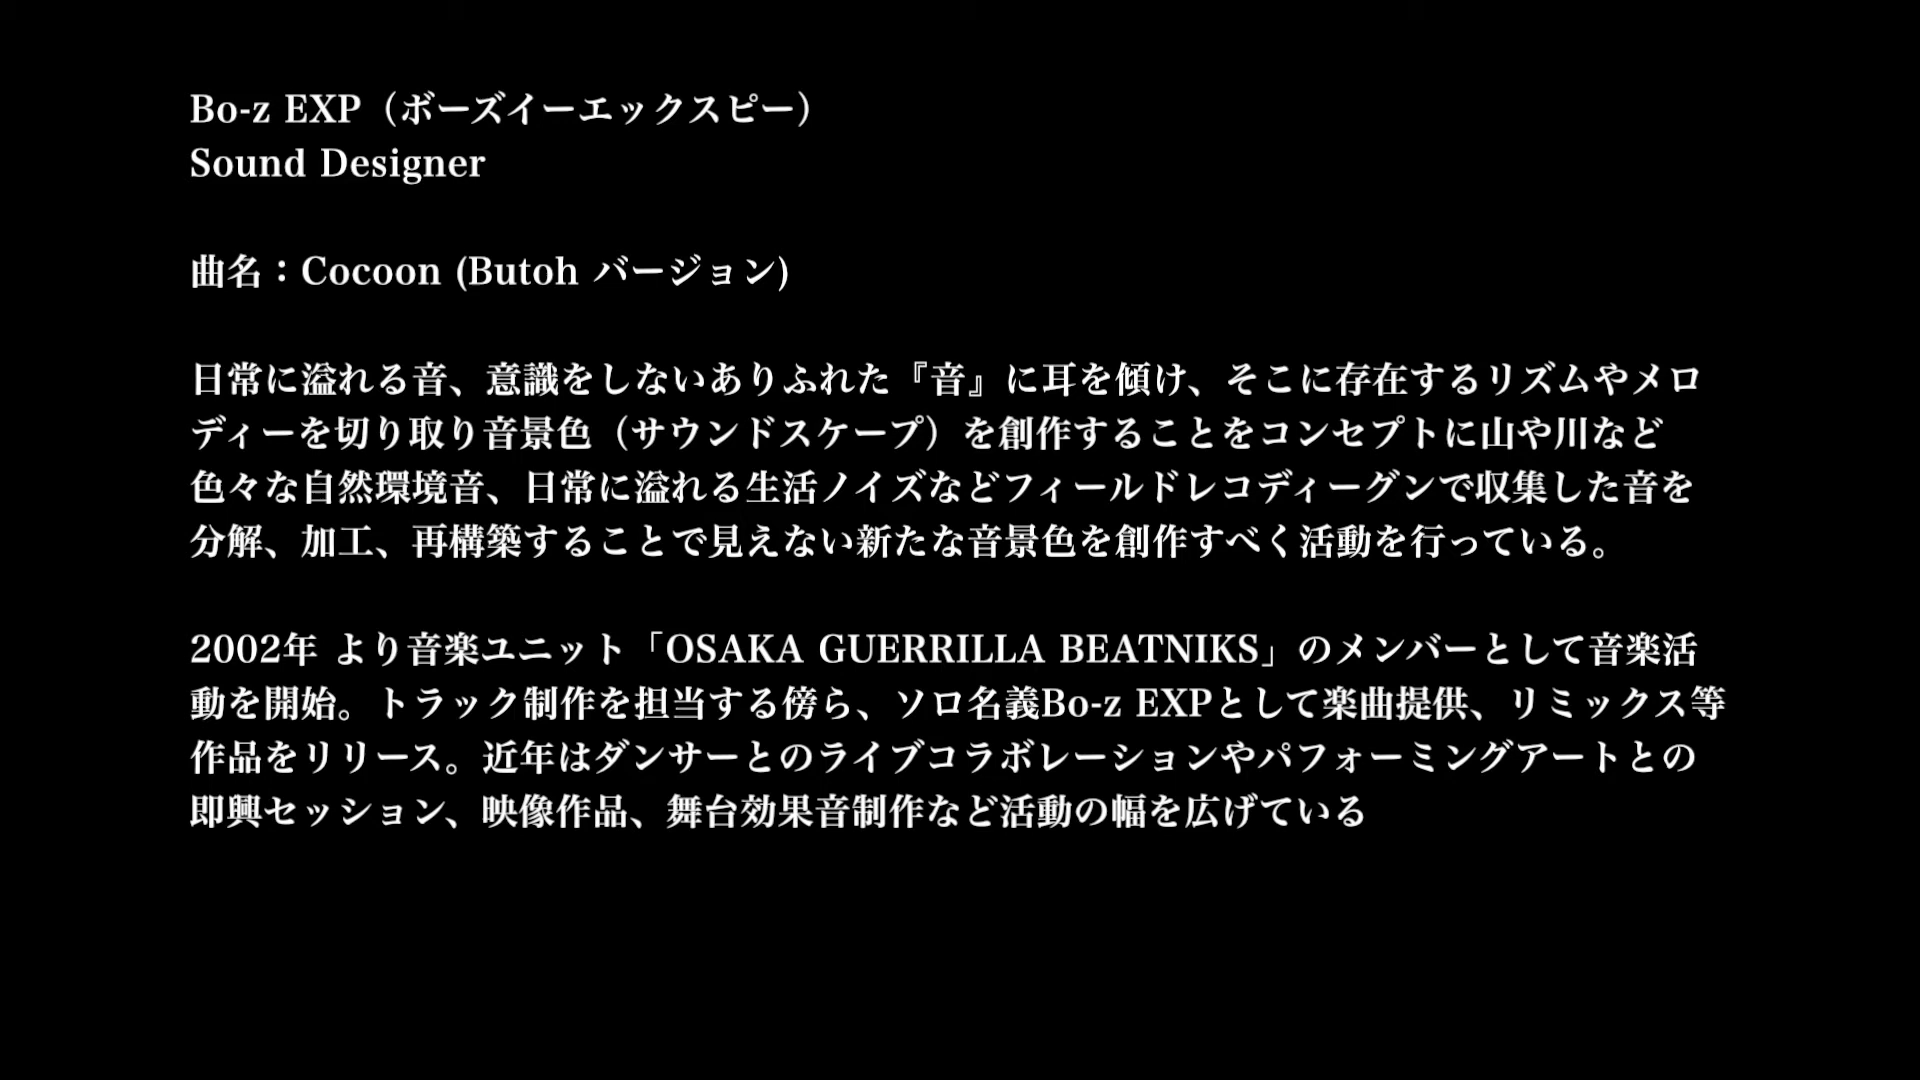 Bo-z EXP（ボーズイーエックスピー）
Sound Designer
曲名：Cocoon (Butoh バージョン)
日常に溢れる音、意識をしないありふれた『音』に耳を傾け、そこに存在するリズムやメロ
ディーを切り取り音景色（サウンドスケープ）を創作することをコンセプトに山や川など
色々な自然環境音、日常に溢れる生活ノイズなどフィールドレコディーグンで収集した音を
分解、加工、再構築することで見えない新たな音景色を創作すべく活動を行っている。
2002年 より音楽ユニット「OSAKA GUERRILLA BEATNIKS」のメンバーとして音楽活
動を開始。トラック制作を担当する傍ら、ソロ名義Bo-z EXPとして楽曲提供、リミックス等
作品をリリース。近年はダンサーとのライブコラボレーションやパフォーミングアートとの
即興セッション、映像作品、舞台効果音制作など活動の幅を広げている